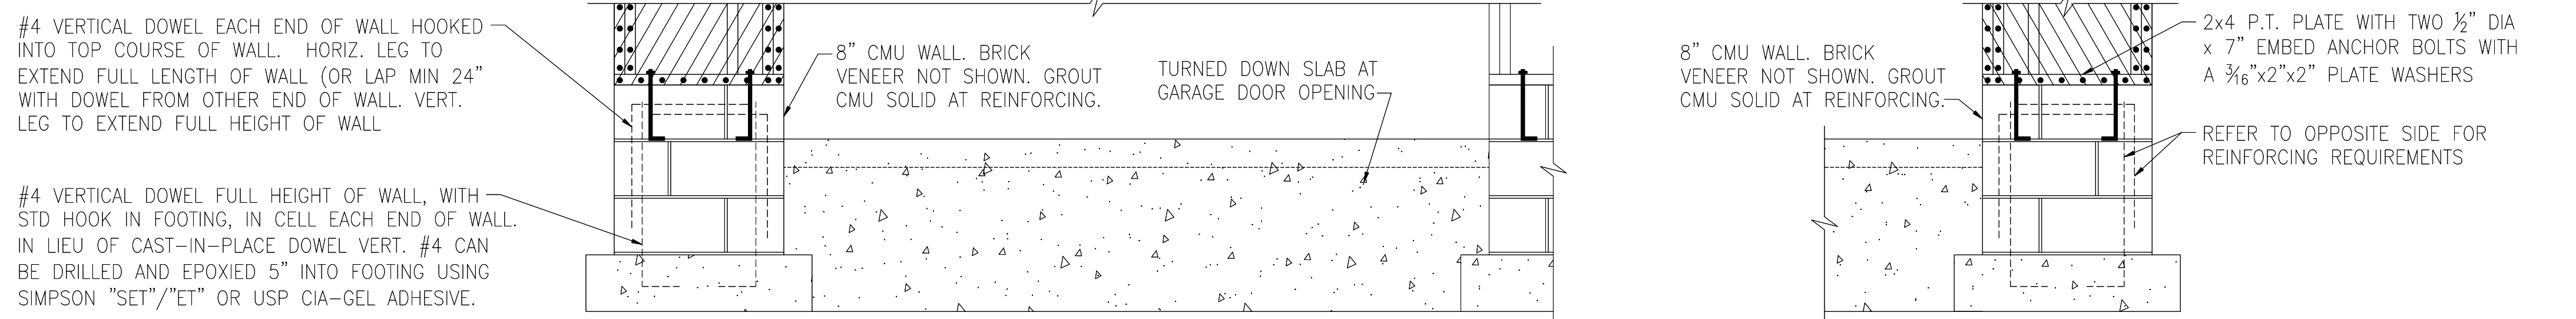 #4 VERTICAL DOWEL EACH END OF WALL HOOKED
INTO TOP COURSE OF WALL. HORIZ. LEG TO
EXTEND FULL LENGTH OF WALL (OR LAP MIN 24"
WITH DOWEL FROM OTHER END OF WALL. VERT.
LEG TO EXTEND FULL HEIGHT OF WALL
#4 VERTICAL DOWEL FULL HEIGHT OF WALL, WITH
STD HOOK IN FOOTING, IN CELL EACH END OF WALL.
IN LIEU OF CAST-IN-PLACE DOWEL VERT. #4 CAN
BE DRILLED AND EPOXIED 5" INTO FOOTING USING
SIMPSON "SET"/"ET" OR USP CIA-GEL ADHESIVE.
8" CMU WALL. BRICK
VENEER NOT SHOWN. GROUT
CMU SOLID AT REINFORCING.
TURNED DOWN SLAB AT
GARAGE DOOR OPENING
8" CMU WALL. BRICK
VENEER NOT SHOWN. GROUT
CMU SOLID AT REINFORCING.
2x4 P.T. PLATE WITH TWO ½" DIA
x 7" EMBED ANCHOR BOLTS WITH
A 3⁄16"x2"x2" PLATE WASHERS
REFER TO OPPOSITE SIDE FOR
REINFORCING REQUIREMENTS